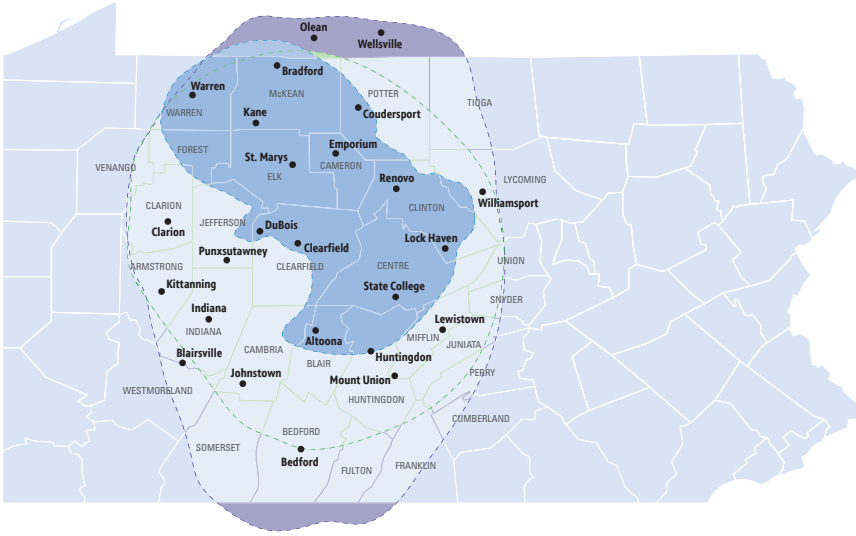 Olean
Wellsville
Bradford
Warren
McKEAN
POTTER
TIOGA
WARREN
Kane
Coudersport
FOREST
Emporium
St. Marys
CAMERON
VENANGO
ELK
Renovo
LYCOMING
Williamsport
CLARION
CLINTON
Clarion
JEFFERSON
DuBois
Lock Haven
Clearfield
Punxsutawney
UNION
ARMSTRONG
CLEARFIELD
CENTRE
Kittanning
State College
SNYDER
Indiana
Lewistown
INDIANA
Altoona
MIFFLIN
JUNIATA
CAMBRIA
Blairsville
Huntingdon
BLAIR
PERRY
Johnstown
Mount Union
WESTMORELAND
HUNTINGDON
CUMBERLAND
BEDFORD
SOMERSET
Bedford
FULTON
FRANKLIN